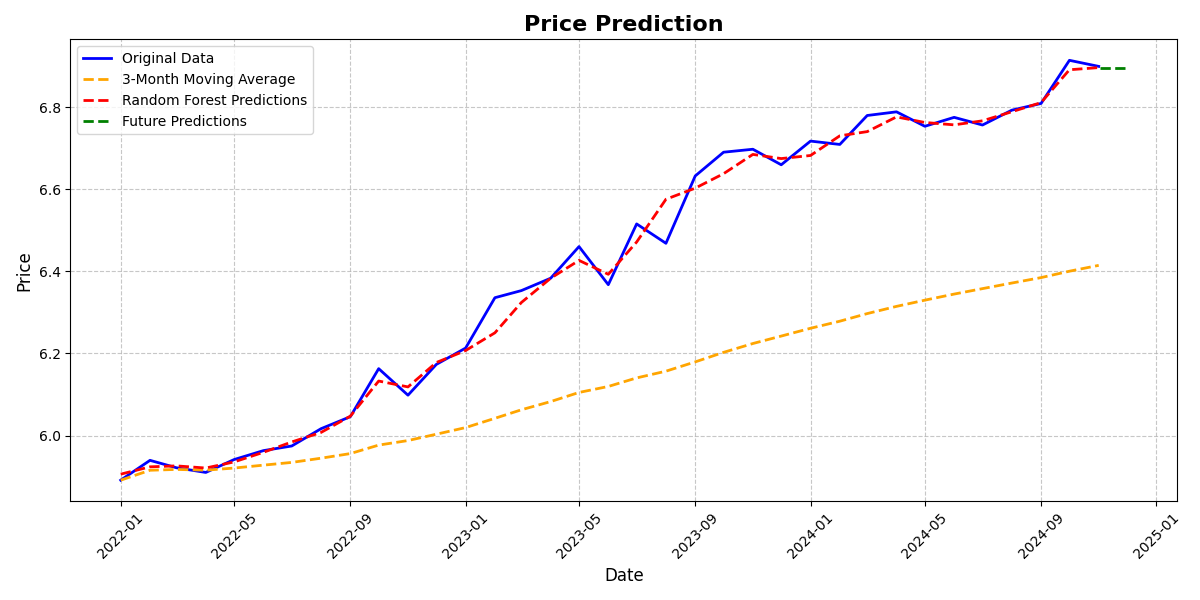 Price Prediction
Original Data
3-Month Moving Average
Random Forest Predictions
Future Predictions
Price
6.8
6.6
6.4
6.2
6.0
2022-01
2022-05
2022-09
2023-01
2023-05
2023-09
2024-01
2024-05
2024-09
2025-01
Date